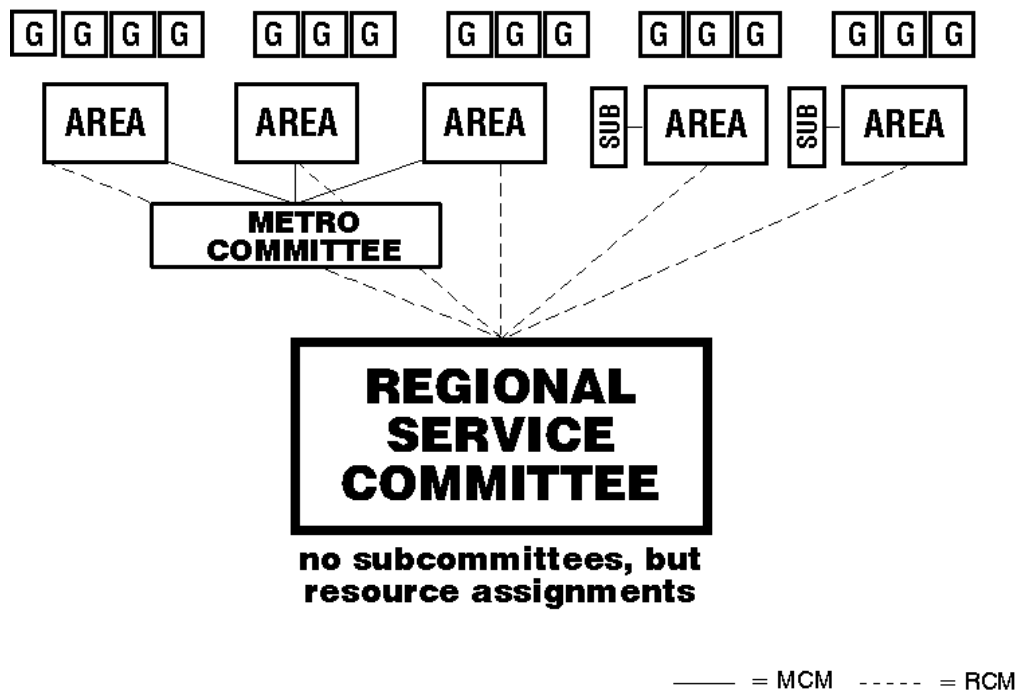 G G G G G G G G G G G G G G G G
AREA AREA AREA SUB AREA SUB AREA
METRO
COMMITTEE
REGIONAL
SERVICE
COMMITTEE
no subcommittees, but
resource assignments
= MCM = RCM